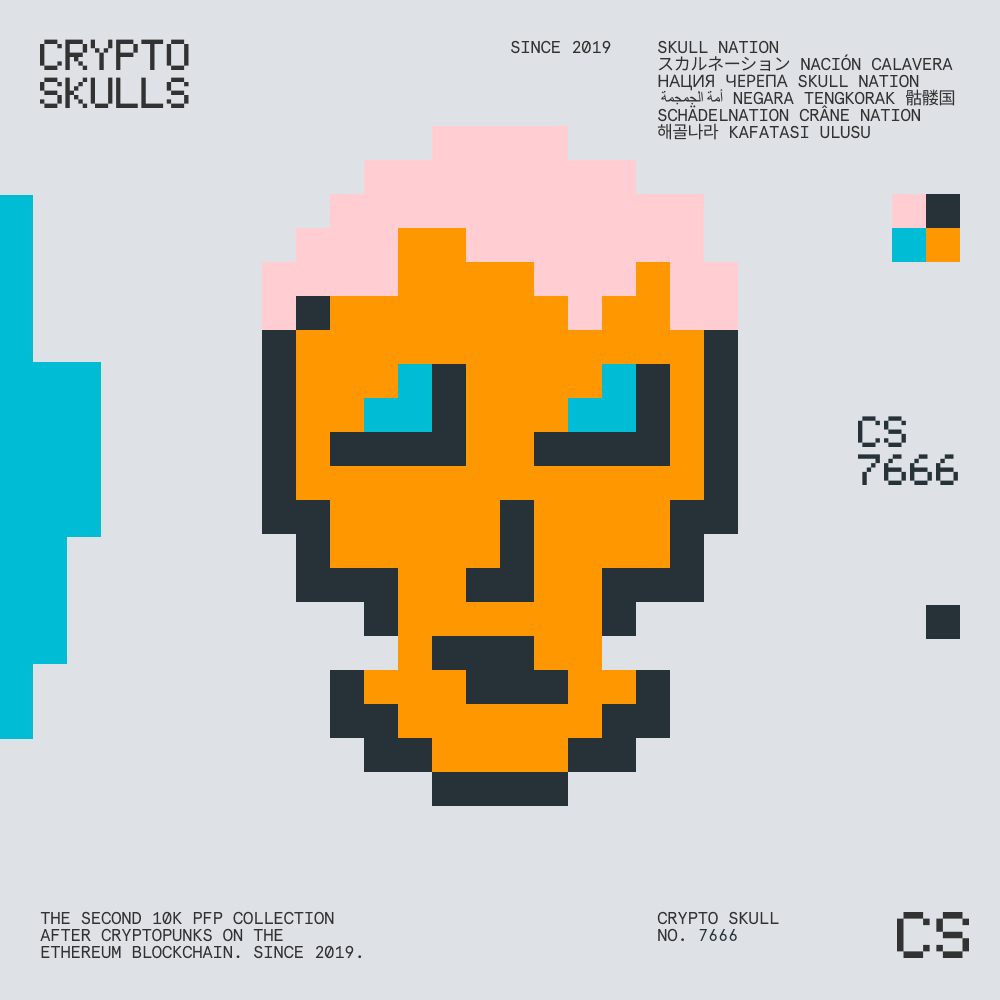 CRYPTO
SKULLS
SINCE 2019
SKULL NATION
スカルネーション NACIÓN CALAVERA
НАЦИЯ ЧЕРЕПА SKULL NATION
أمة الجمجمة NEGARA TENGKORAK 骷髅国
SCHÄDELNATION CRÂNE NATION
해골나라 KAFATASI ULUSU
CS
7666
THE SECOND 10K PFP COLLECTION
AFTER CRYPTOPUNKS ON THE
ETHEREUM BLOCKCHAIN. SINCE 2019.
CRYPTO SKULL
NO. 7666
CS